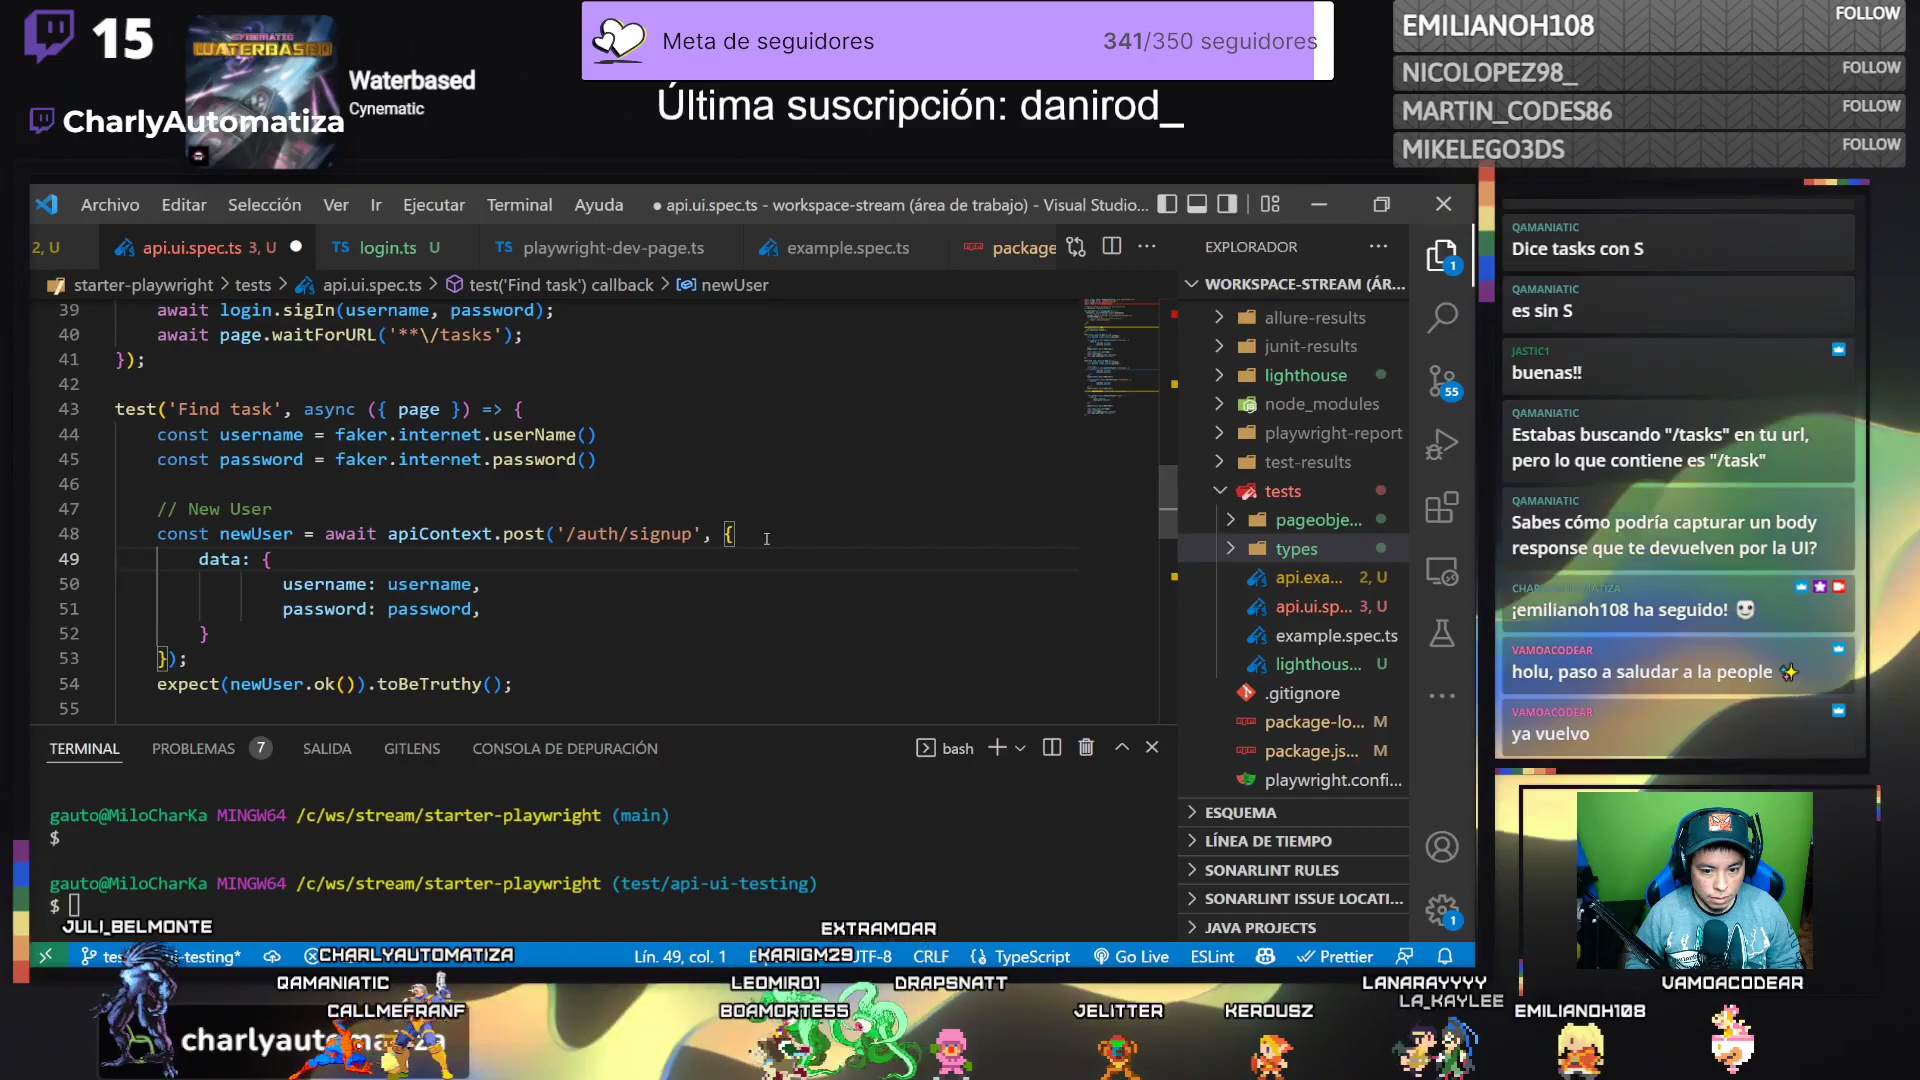 15
CYNEMATIC
WATERBASED
Waterbased
Cynematic
CharlyAutomatiza
Meta de seguidores
341/350 seguidores
Última suscripción: danirod_
EMILIANOH108
FOLLOW
NICOLOPEZ98_
FOLLOW
MARTIN_CODES86
FOLLOW
MIKELEGO3DS
FOLLOW
Archivo Editar Selección Ver Ir Ejecutar Terminal Ayuda
● api.ui.spec.ts - workspace-stream (área de trabajo) - Visual Studio...
2, U
api.ui.spec.ts 3, U ●
TS login.ts U
TS playwright-dev-page.ts
example.spec.ts
package
starter-playwright > tests > api.ui.spec.ts > test('Find task') callback > newUser
39 await login.sigIn(username, password);
40 await page.waitForURL('**\/tasks');
41 });
42
43 test('Find task', async ({ page }) => {
44 const username = faker.internet.userName()
45 const password = faker.internet.password()
46
47 // New User
48 const newUser = await apiContext.post('/auth/signup', {
49 data: {
50 username: username,
51 password: password,
52 }
53 });
54 expect(newUser.ok()).toBeTruthy();
55
EXPLORADOR
WORKSPACE-STREAM (ÁR...
allure-results
junit-results
lighthouse
node_modules
playwright-report
test-results
tests
pageobje...
types
api.exa... 2, U
api.ui.sp... 3, U
example.spec.ts
lighthous... U
.gitignore
package-lo... M
package.js... M
playwright.confi...
ESQUEMA
LÍNEA DE TIEMPO
SONARLINT RULES
SONARLINT ISSUE LOCATI...
JAVA PROJECTS
1
55
1
TERMINAL PROBLEMAS 7 SALIDA GITLENS CONSOLA DE DEPURACIÓN
bash
gauto@MiloCharKa MINGW64 /c/ws/stream/starter-playwright (main)
$
gauto@MiloCharKa MINGW64 /c/ws/stream/starter-playwright (test/api-ui-testing)
$
Lín. 49, col. 1
UTF-8 CRLF TypeScript Go Live ESLint Prettier
QAMANIATIC
Dice tasks con S
QAMANIATIC
es sin S
JASTIC1
buenas!!
QAMANIATIC
Estabas buscando "/tasks" en tu url,
pero lo que contiene es "/task"
QAMANIATIC
Sabes cómo podría capturar un body
response que te devuelven por la UI?
¡emilianoh108 ha seguido!
VAMOACODEAR
holu, paso a saludar a la people
VAMOACODEAR
ya vuelvo
JULI_BELMONTE
EXTRAMOAR
CHARLYAUTOMATIZA
KARIGM29
QAMANIATIC
LEOMIRO1
DRAPSNATT
LANARAYYYY
VAMOACODEAR
LA_KAYLEE
CALLMEFRANF
BOAMORTE55
JELITTER
KEROUSZ
EMILIANOH108